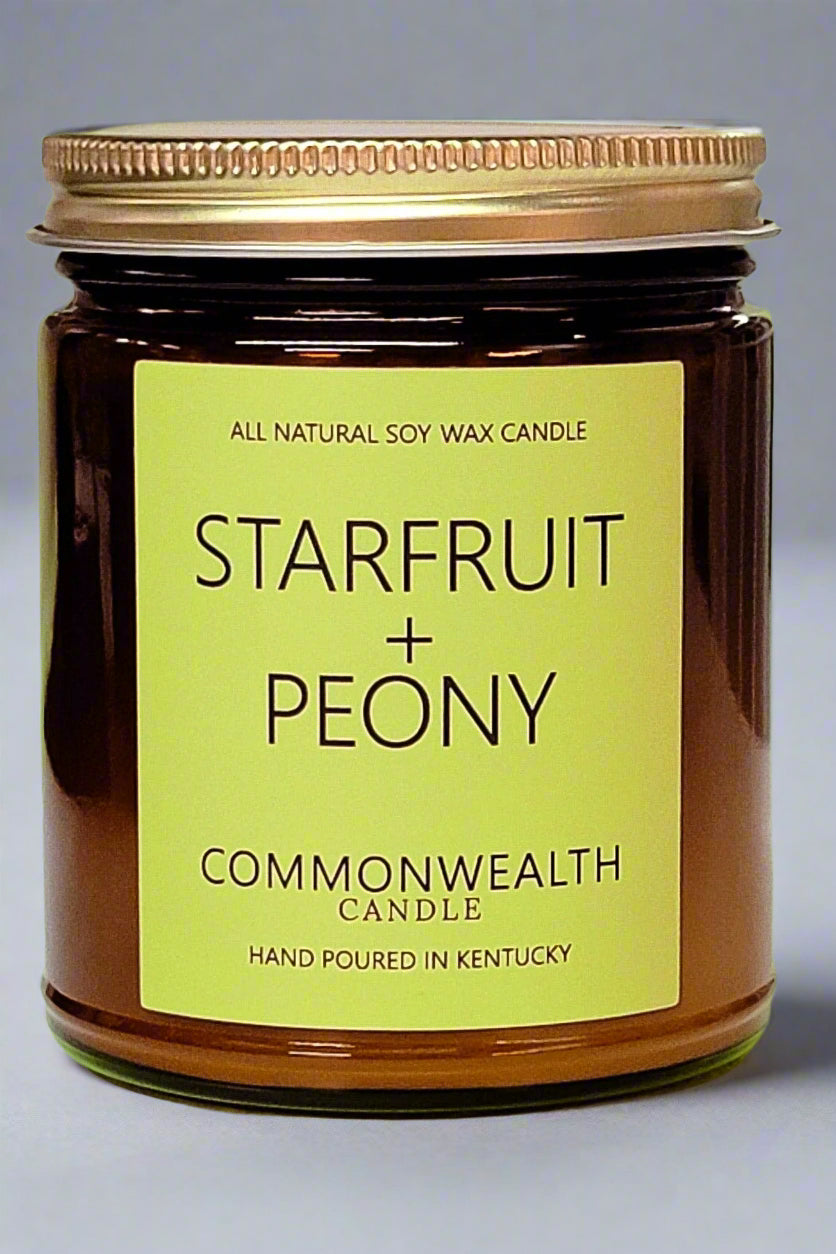 ALL NATURAL SOY WAX CANDLE
STARFRUIT
+
PEONY
COMMONWEALTH
CANDLE
HAND POURED IN KENTUCKY